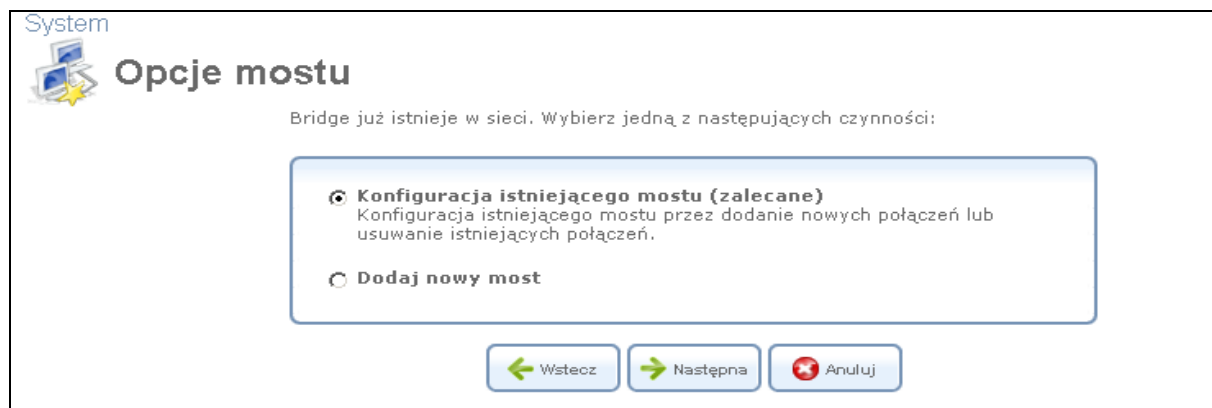 System
Opcje mostu
Bridge już istnieje w sieci. Wybierz jedną z następujących czynności:
Konfiguracja istniejącego mostu (zalecane)
Konfiguracja istniejącego mostu przez dodanie nowych połączeń lub
usuwanie istniejących połączeń.
Dodaj nowy most
Wstecz
Następna
Anuluj